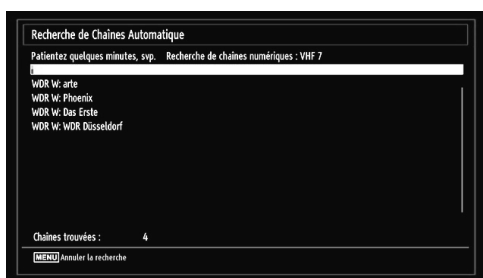 Recherche de Chaînes Automatique
Patientez quelques minutes, svp. Recherche de chaînes numériques : VHF 7
WDR W: arte
WDR W: Phoenix
WDR W: Das Erste
WDR W: WDR Düsseldorf
Chaînes trouvées : 4
MENU Annuler la recherche